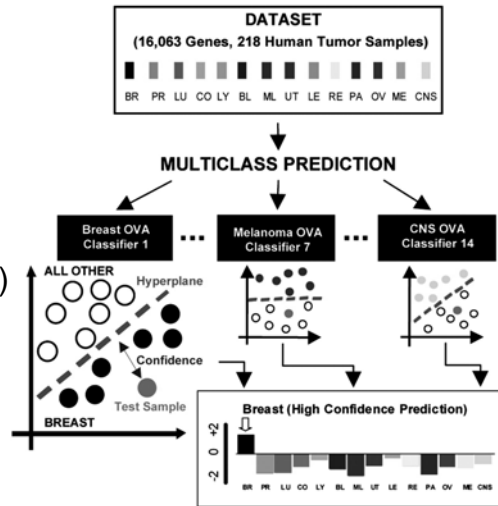 DATASET
(16,063 Genes, 218 Human Tumor Samples)
BR PR LU CO LY BL ML UT LE RE PA OV ME CNS
MULTICLASS PREDICTION
Breast OVA
Classifier 1
...
Melanoma OVA
Classifier 7
...
CNS OVA
Classifier 14
)
ALL OTHER
Hyperplane
Confidence
Test Sample
BREAST
Breast (High Confidence Prediction)
+2
0
-2
BR PR LU CO LY BL ML UT LE RE PA OV ME CNS